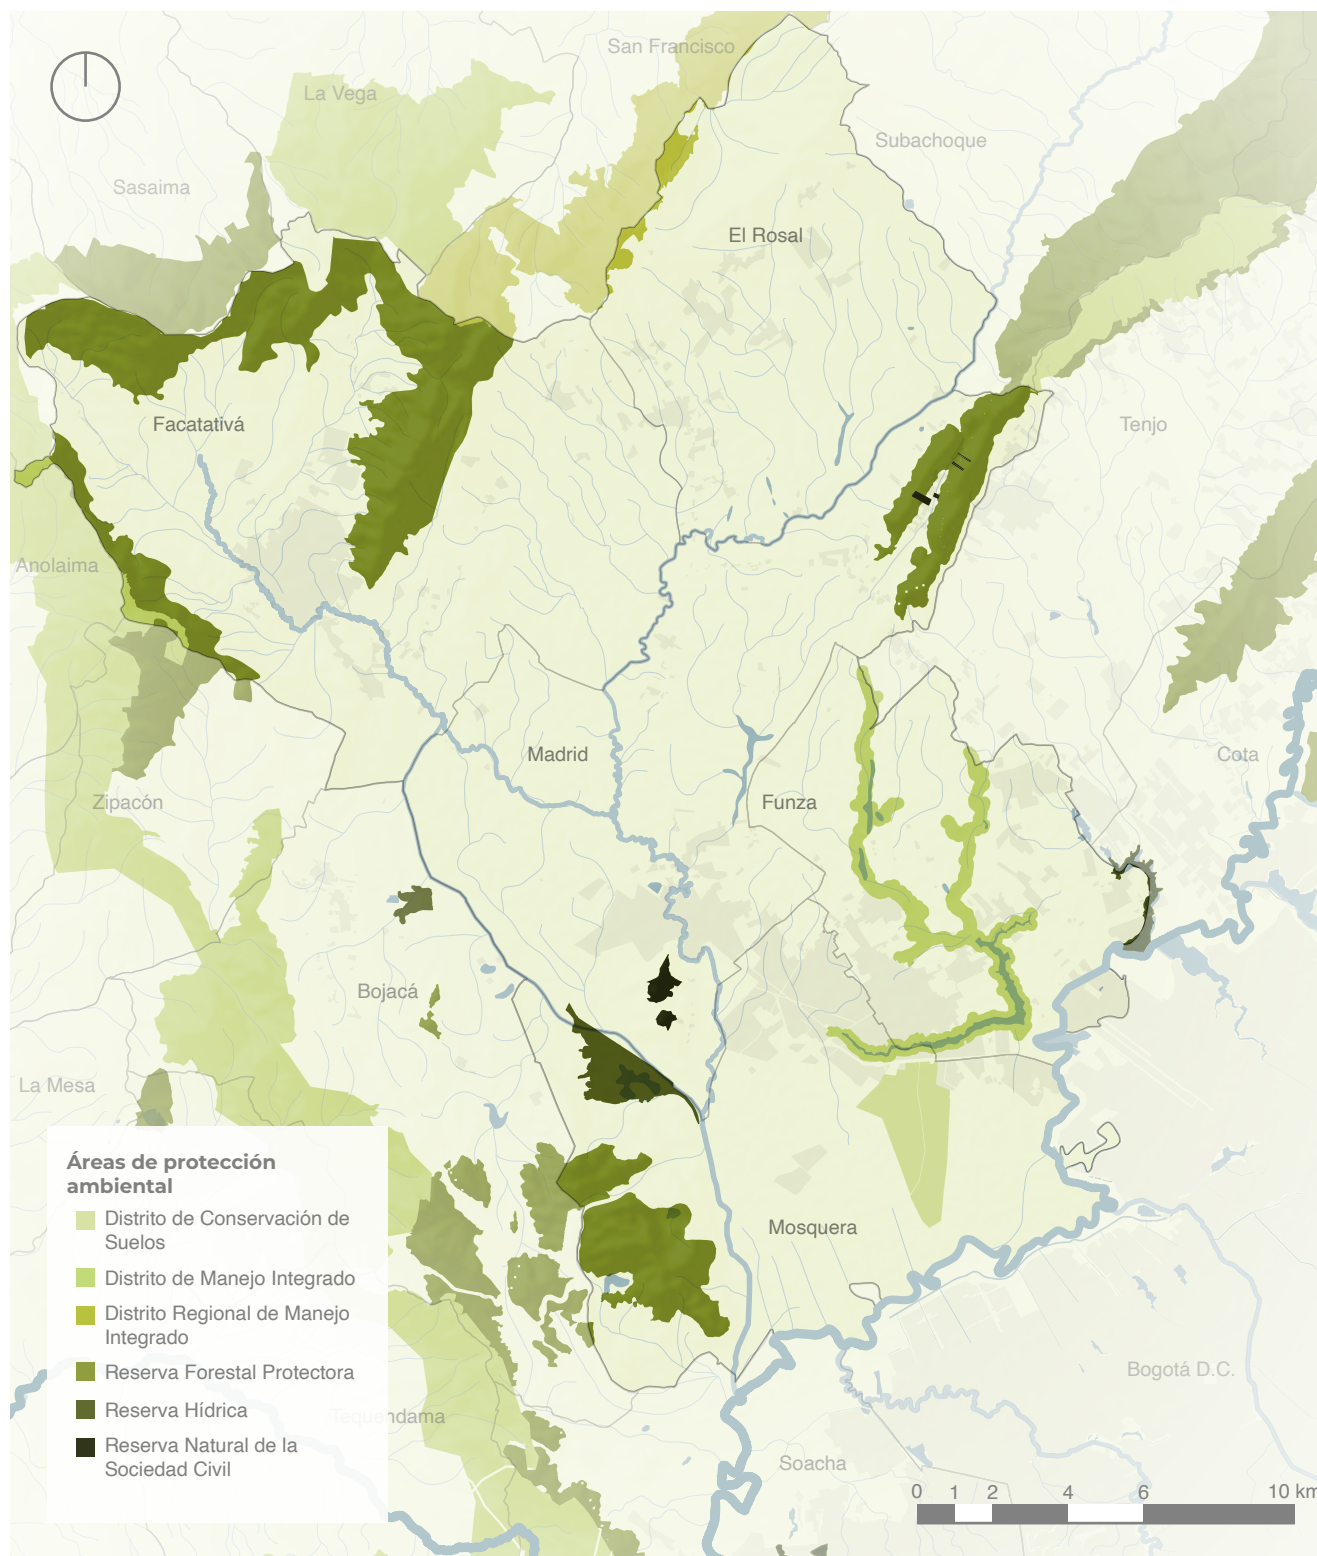 San Francisco
La Vega
Subachoque
Sasaima
El Rosal
Facatativá
Tenjo
Anolaima
Madrid
Cota
Zipacón
Funza
Bojacá
La Mesa
Áreas de protección
ambiental
Distrito de Conservación de
Suelos
Distrito de Manejo Integrado
Distrito Regional de Manejo
Integrado
Reserva Forestal Protectora
Reserva Hídrica
Reserva Natural de la
Sociedad Civil
Mosquera
Bogotá D.C.
Tequendama
Soacha
0 1 2 4 6 10 km